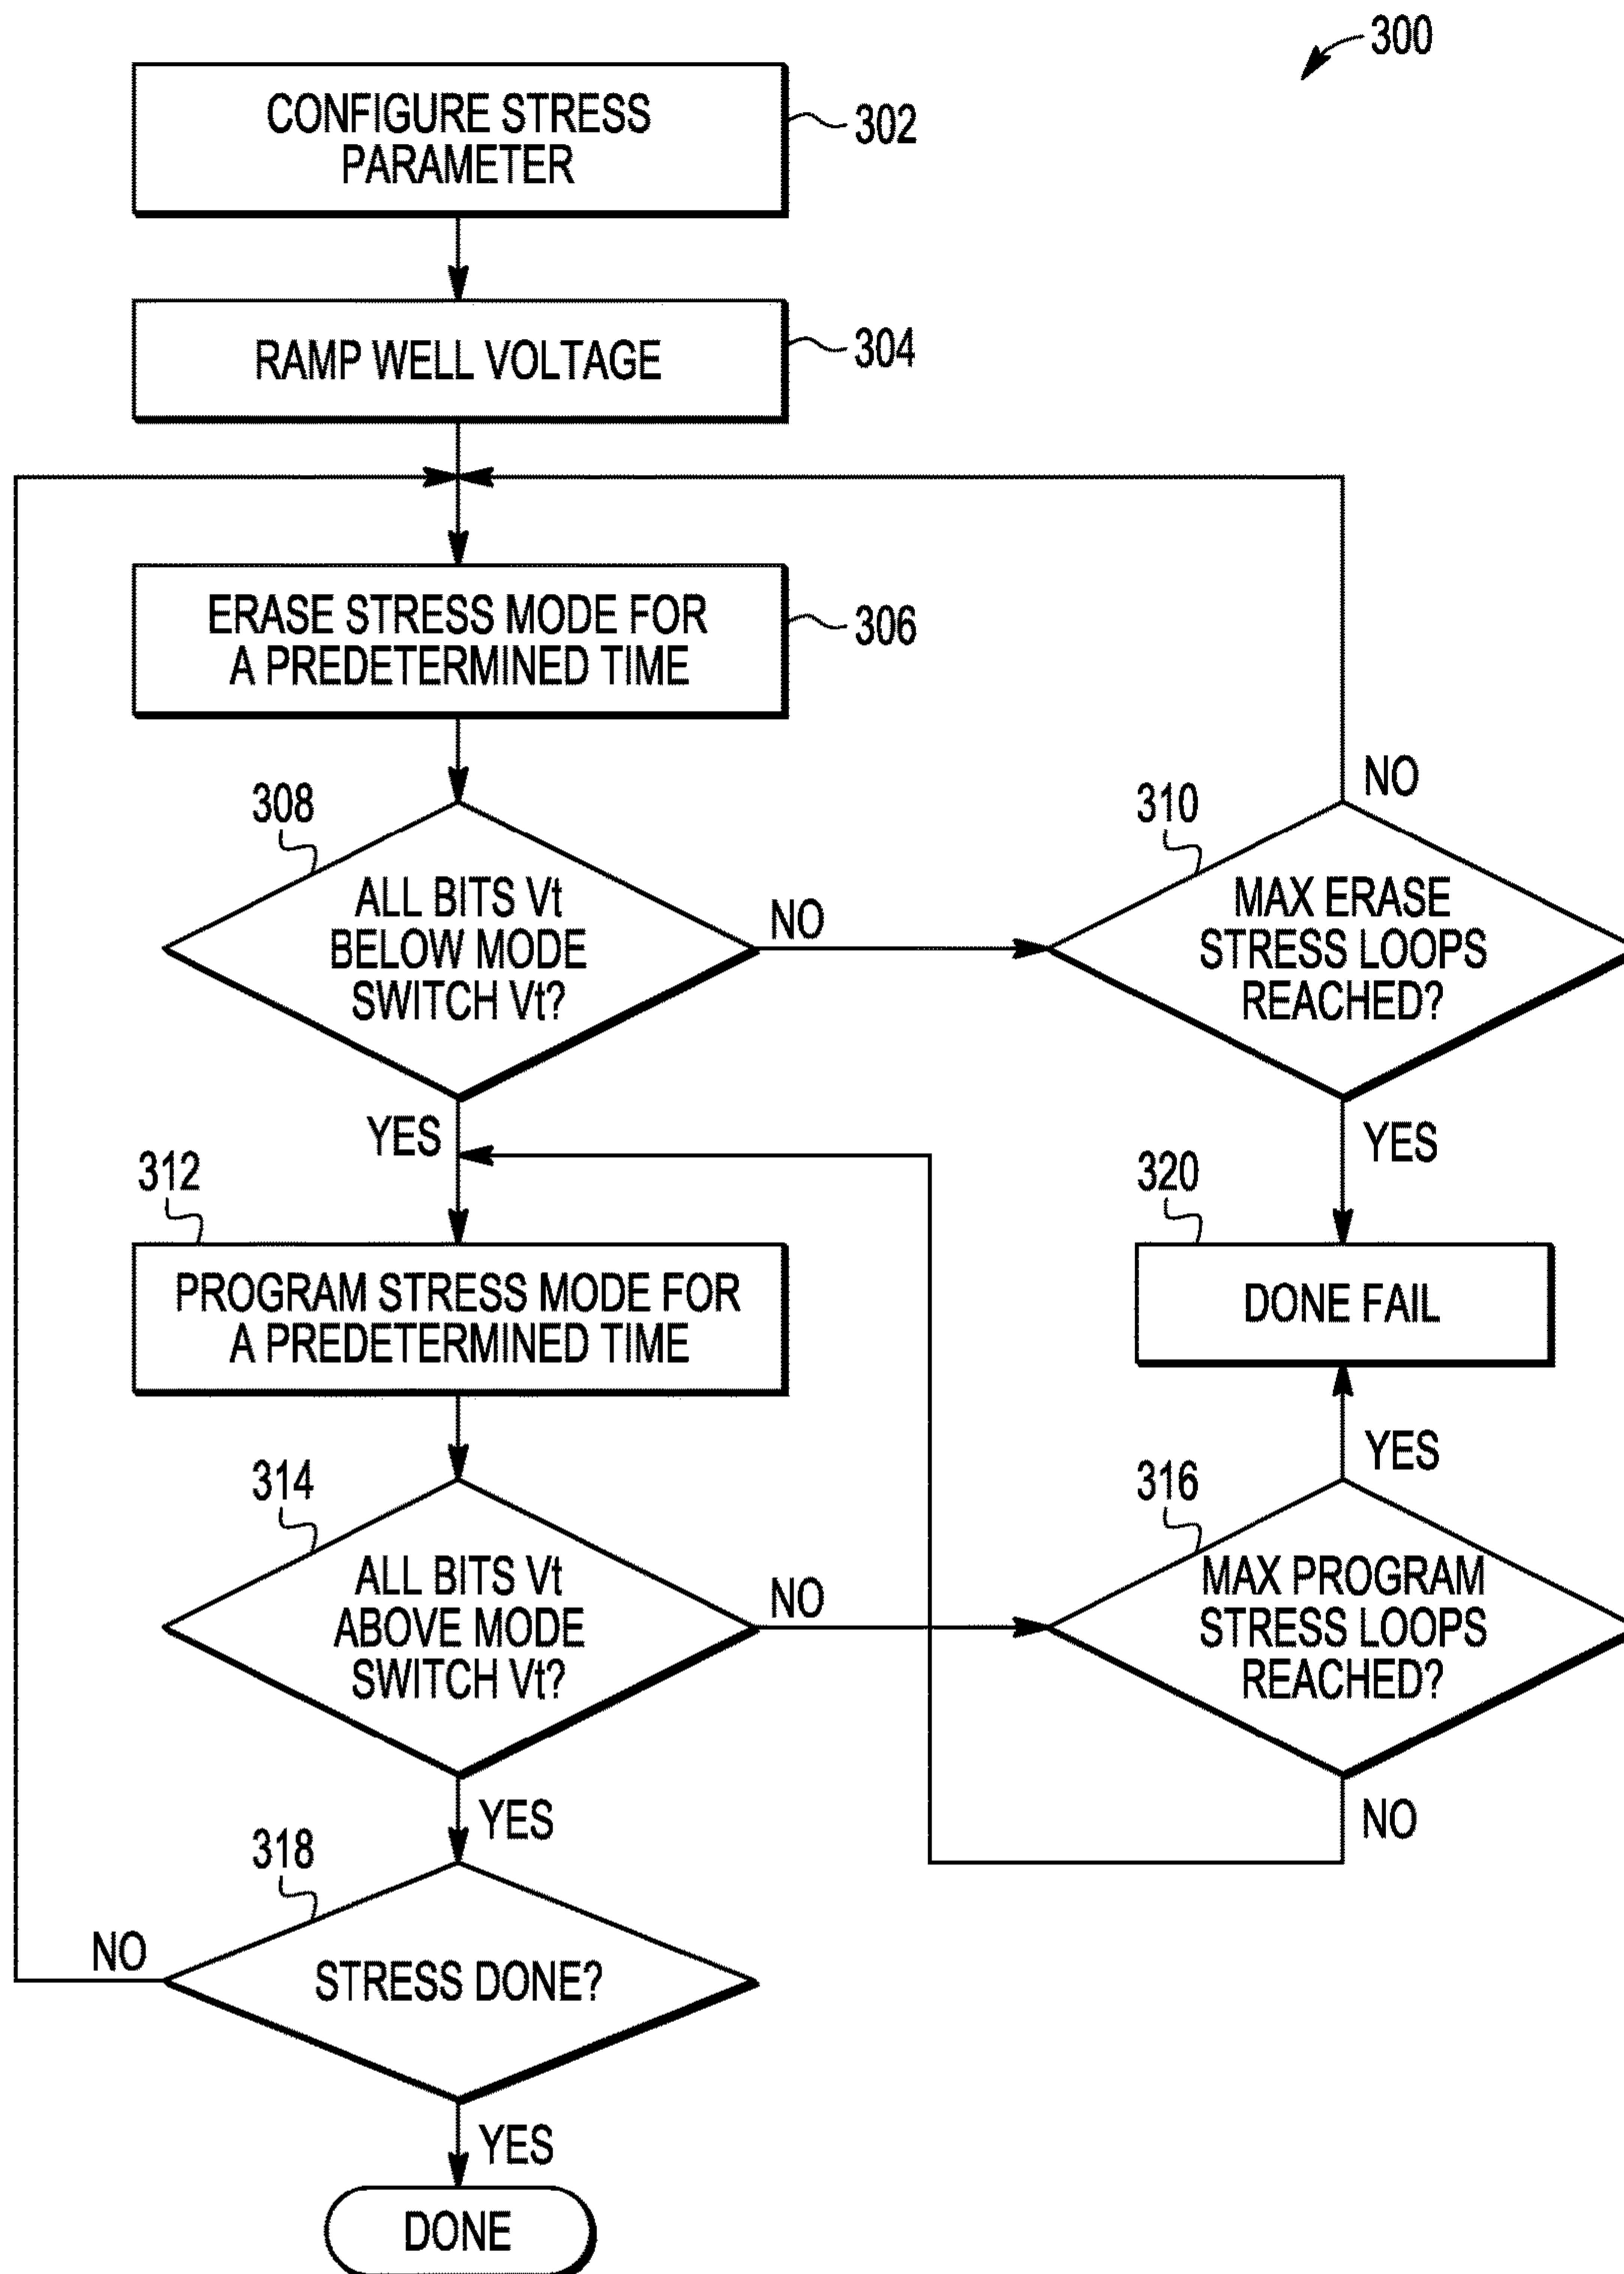 300
CONFIGURE STRESS
PARAMETER
302
RAMP WELL VOLTAGE
304
ERASE STRESS MODE FOR
A PREDETERMINED TIME
306
308
ALL BITS Vt
BELOW MODE
SWITCH Vt?
NO
310
MAX ERASE
STRESS LOOPS
REACHED?
NO
YES
YES
312
PROGRAM STRESS MODE FOR
A PREDETERMINED TIME
320
DONE FAIL
314
ALL BITS Vt
ABOVE MODE
SWITCH Vt?
NO
YES
316
MAX PROGRAM
STRESS LOOPS
REACHED?
NO
YES
318
STRESS DONE?
NO
YES
DONE